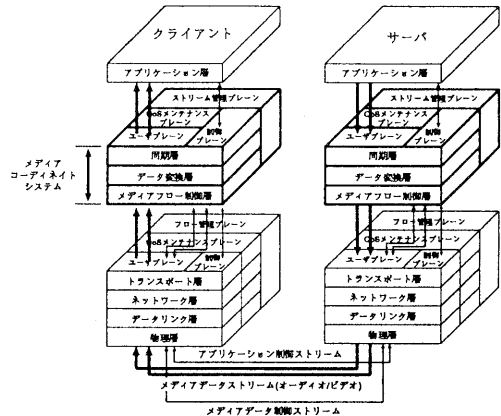 クライアント
サーバ
アプリケーション層
アプリケーション層
ストリーム管理プレーン
QoSメンテナンス
プレーン
ユーザプレーン
制御
プレーン
同期層
データ変換層
メディアフロー制御層
ストリーム管理プレーン
QoSメンテナンス
プレーン
ユーザプレーン
制御
プレーン
同期層
データ変換層
メディアフロー制御層
メディア
コーディネイト
システム
フロー管理プレーン
QoSメンテナンスプレーン
ユーザプレーン
制御
プレーン
トランスポート層
ネットワーク層
データリンク層
物理層
フロー管理プレーン
QoSメンテナンスプレーン
ユーザプレーン
制御
プレーン
トランスポート層
ネットワーク層
データリンク層
物理層
アプリケーション制御ストリーム
メディアデータストリーム(オーディオ/ビデオ)
メディアデータ制御ストリーム